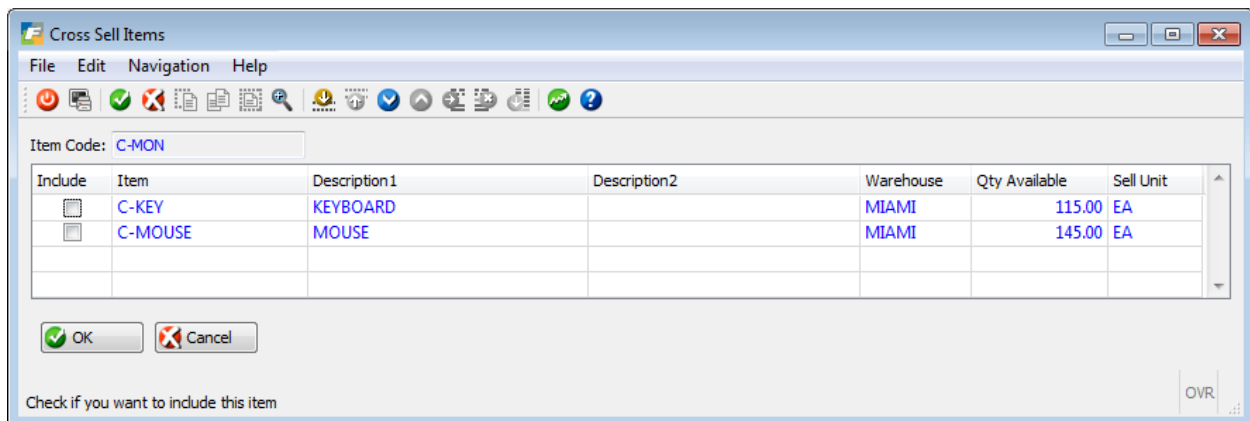 Cross Sell Items
File Edit Navigation Help
Item Code: C-MON
Include Item Description1 Description2 Warehouse Qty Available Sell Unit
C-KEY KEYBOARD MIAMI 115.00 EA
C-MOUSE MOUSE MIAMI 145.00 EA
OK Cancel
Check if you want to include this item OVR